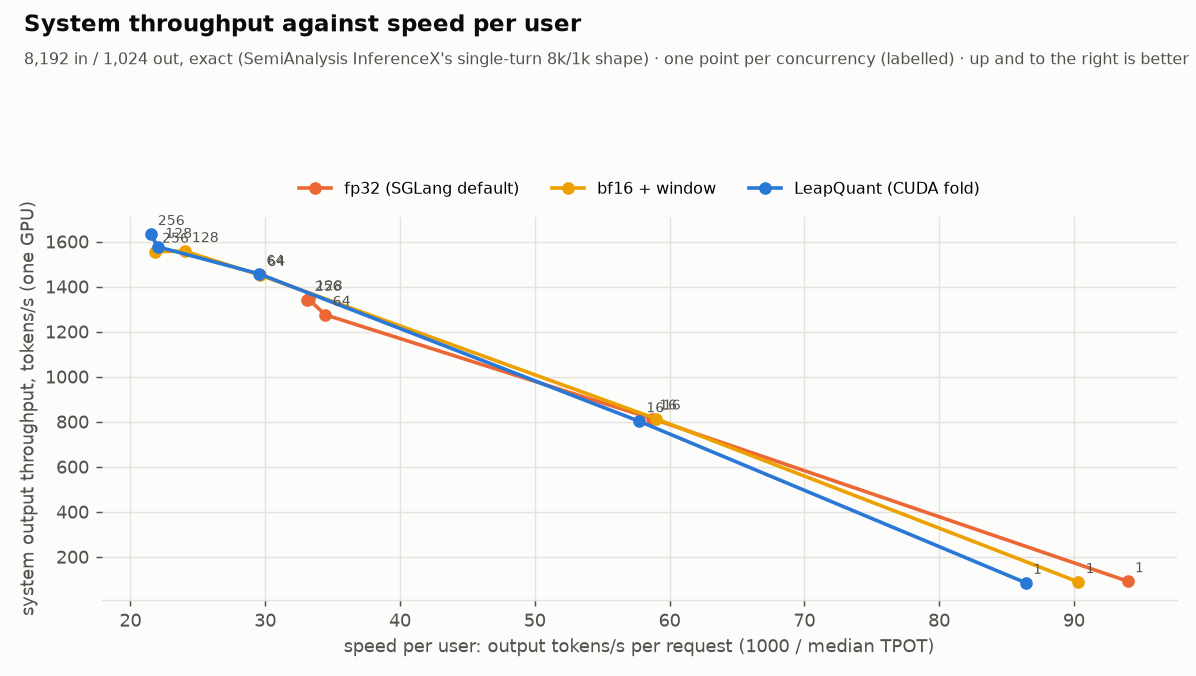 System throughput against speed per user
8,192 in / 1,024 out, exact (SemiAnalysis InferenceX's single-turn 8k/1k shape) · one point per concurrency (labelled) · up and to the right is better
fp32 (SGLang default)
bf16 + window
LeapQuant (CUDA fold)
system output throughput, tokens/s (one GPU)
1600
1400
1200
1000
800
600
400
200
256
128
256
128
64
64
256
128
64
16
16
1
1
1
20 30 40 50 60 70 80 90
speed per user: output tokens/s per request (1000 / median TPOT)